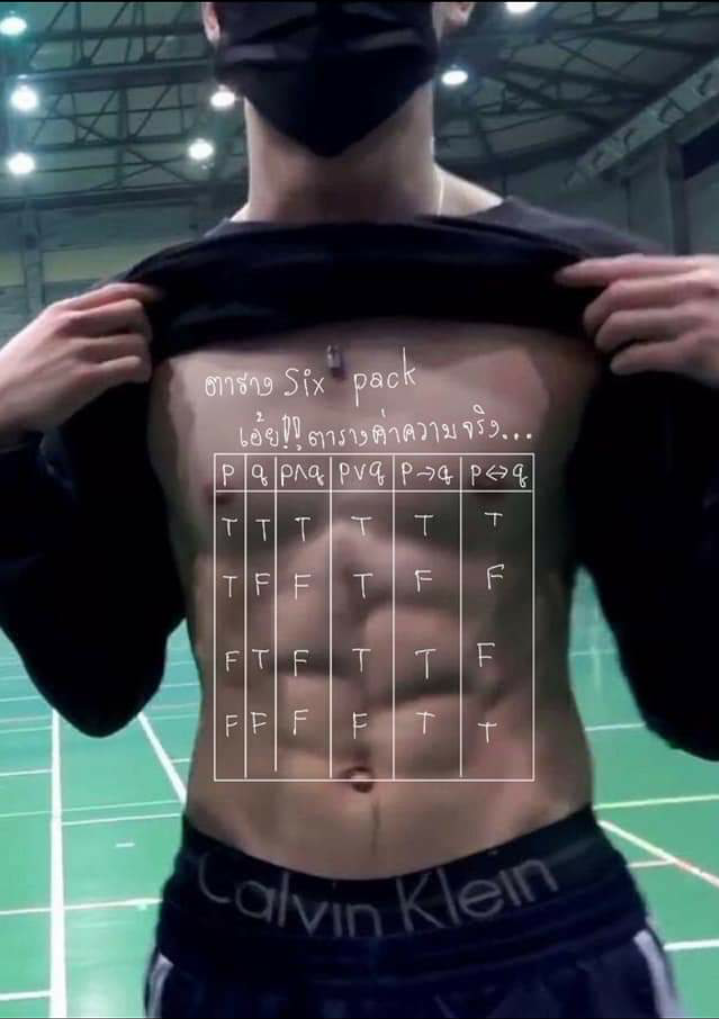 ตาราง Six pack
เอ้ย!! ตารางค่าความจริง...
p q p∧q p∨q p→q p↔q
T T T T T T
T F F T F F
F T F T T F
F F F F T T
Calvin Klein